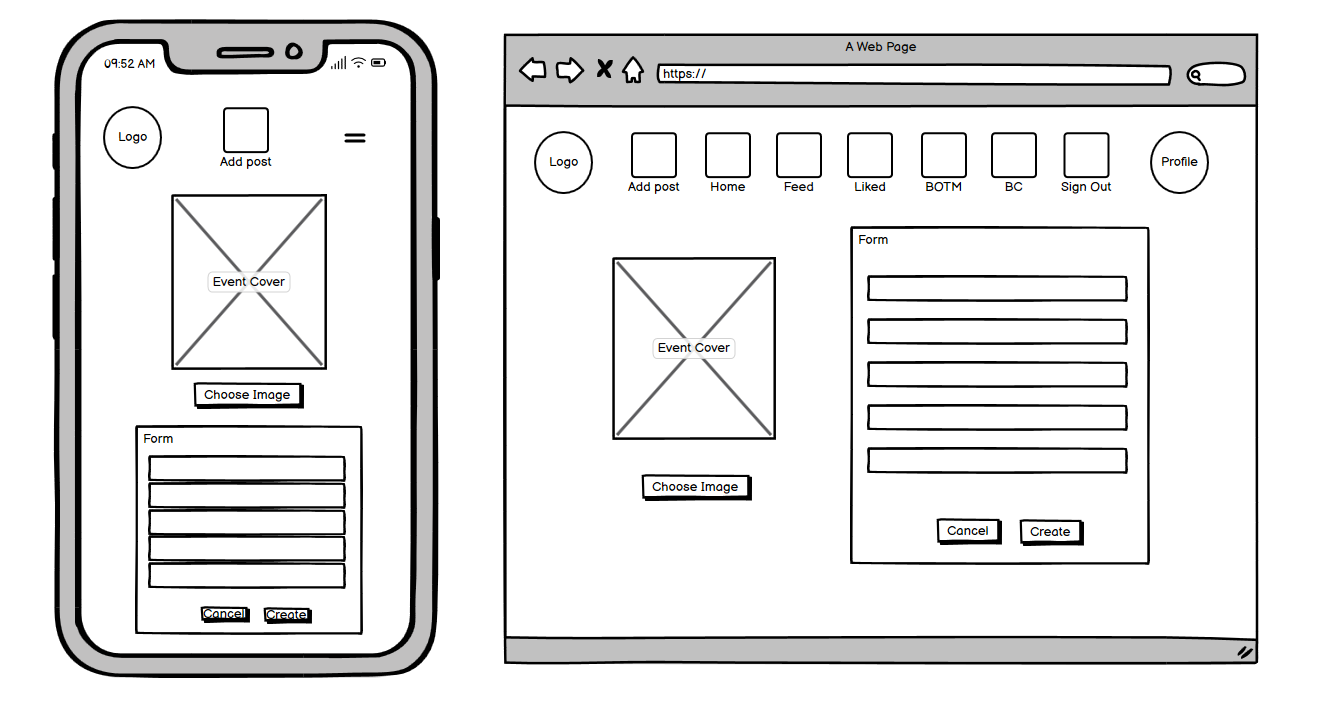 09:52 AM
Logo
Add post
Event Cover
Choose Image
Form
Cancel
Create
A Web Page
https://
Logo
Add post
Home
Feed
Liked
BOTM
BC
Sign Out
Profile
Event Cover
Choose Image
Form
Cancel
Create